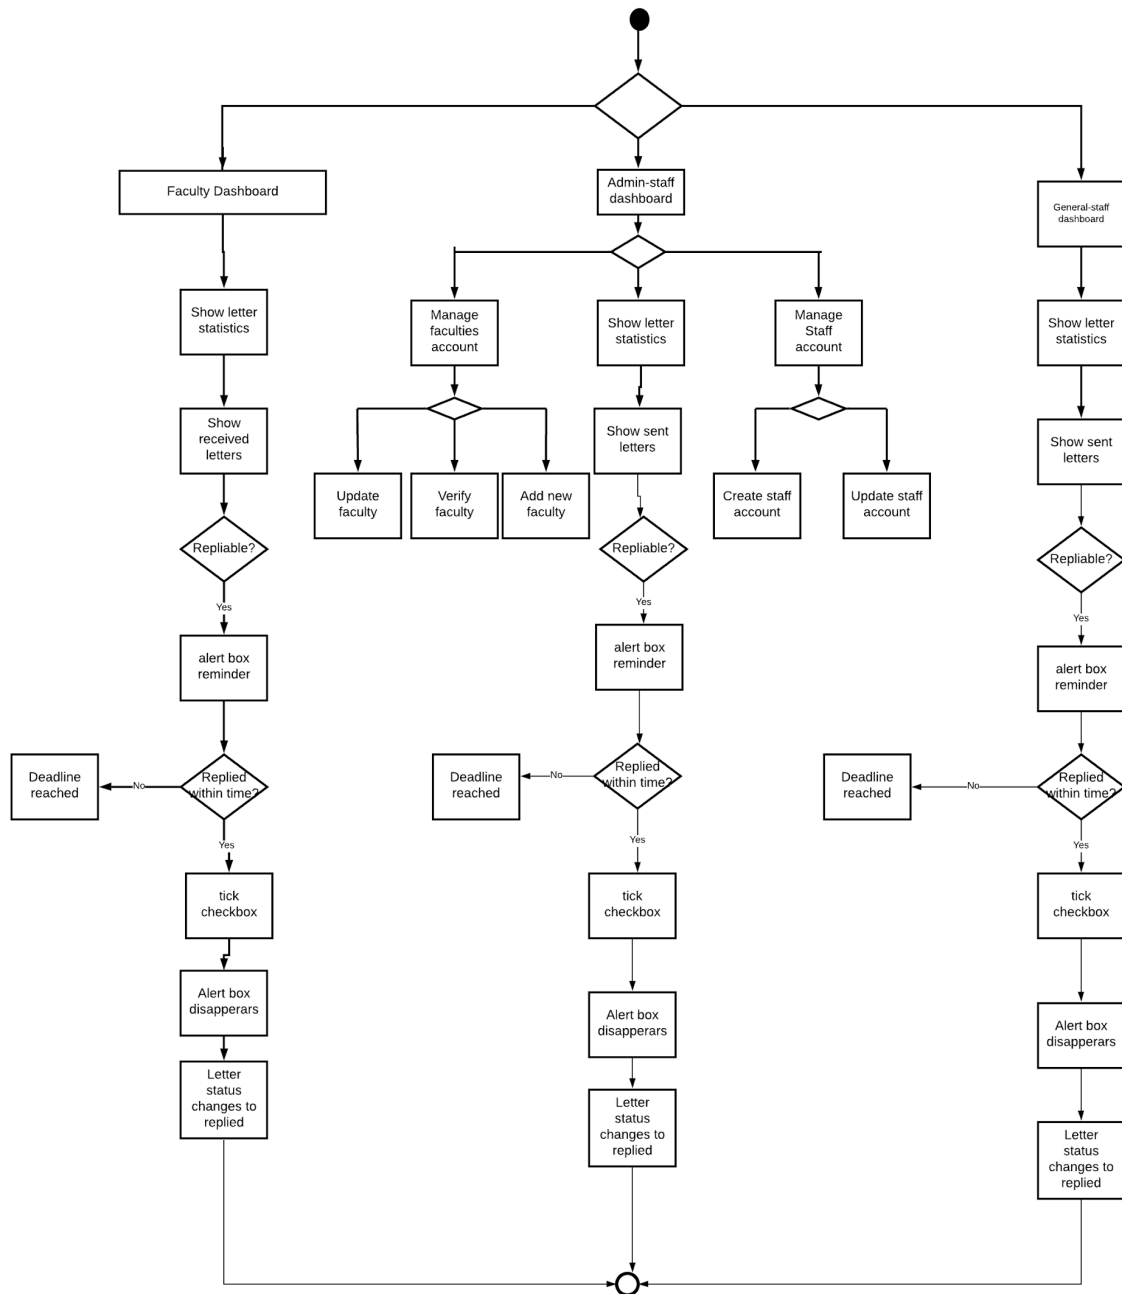 Faculty Dashboard
Admin-staff
dashboard
General-staff
dashboard
Show letter
statistics
Manage
faculties
account
Show letter
statistics
Manage
Staff
account
Show letter
statistics
Show
received
letters
Show sent
letters
Show sent
letters
Update
faculty
Verify
faculty
Add new
faculty
Create staff
account
Update staff
account
Repliable?
Repliable?
Repliable?
Yes
Yes
Yes
alert box
reminder
alert box
reminder
alert box
reminder
Deadline
reached
No
Replied
within time?
Deadline
reached
No
Replied
within time?
Deadline
reached
No
Replied
within time?
Yes
Yes
Yes
tick
checkbox
tick
checkbox
tick
checkbox
Alert box
disapperars
Alert box
disapperars
Alert box
disapperars
Letter
status
changes to
replied
Letter
status
changes to
replied
Letter
status
changes to
replied